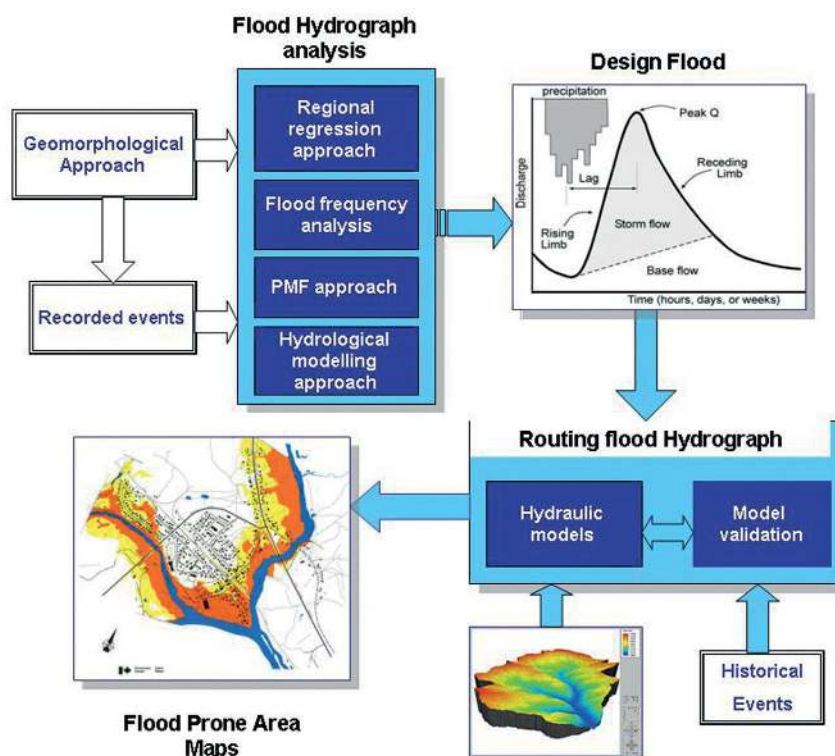 Flood Hydrograph
analysis
Geomorphological
Approach
Recorded events
Regional
regression
approach
Flood frequency
analysis
PMF approach
Hydrological
modelling
approach
Design Flood
precipitation
Peak Q
Lag
Receding
Limb
Discharge
Rising
Limb
Storm flow
Base flow
Time (hours, days, or weeks)
Routing flood Hydrograph
Hydraulic
models
Model
validation
Historical
Events
Flood Prone Area
Maps